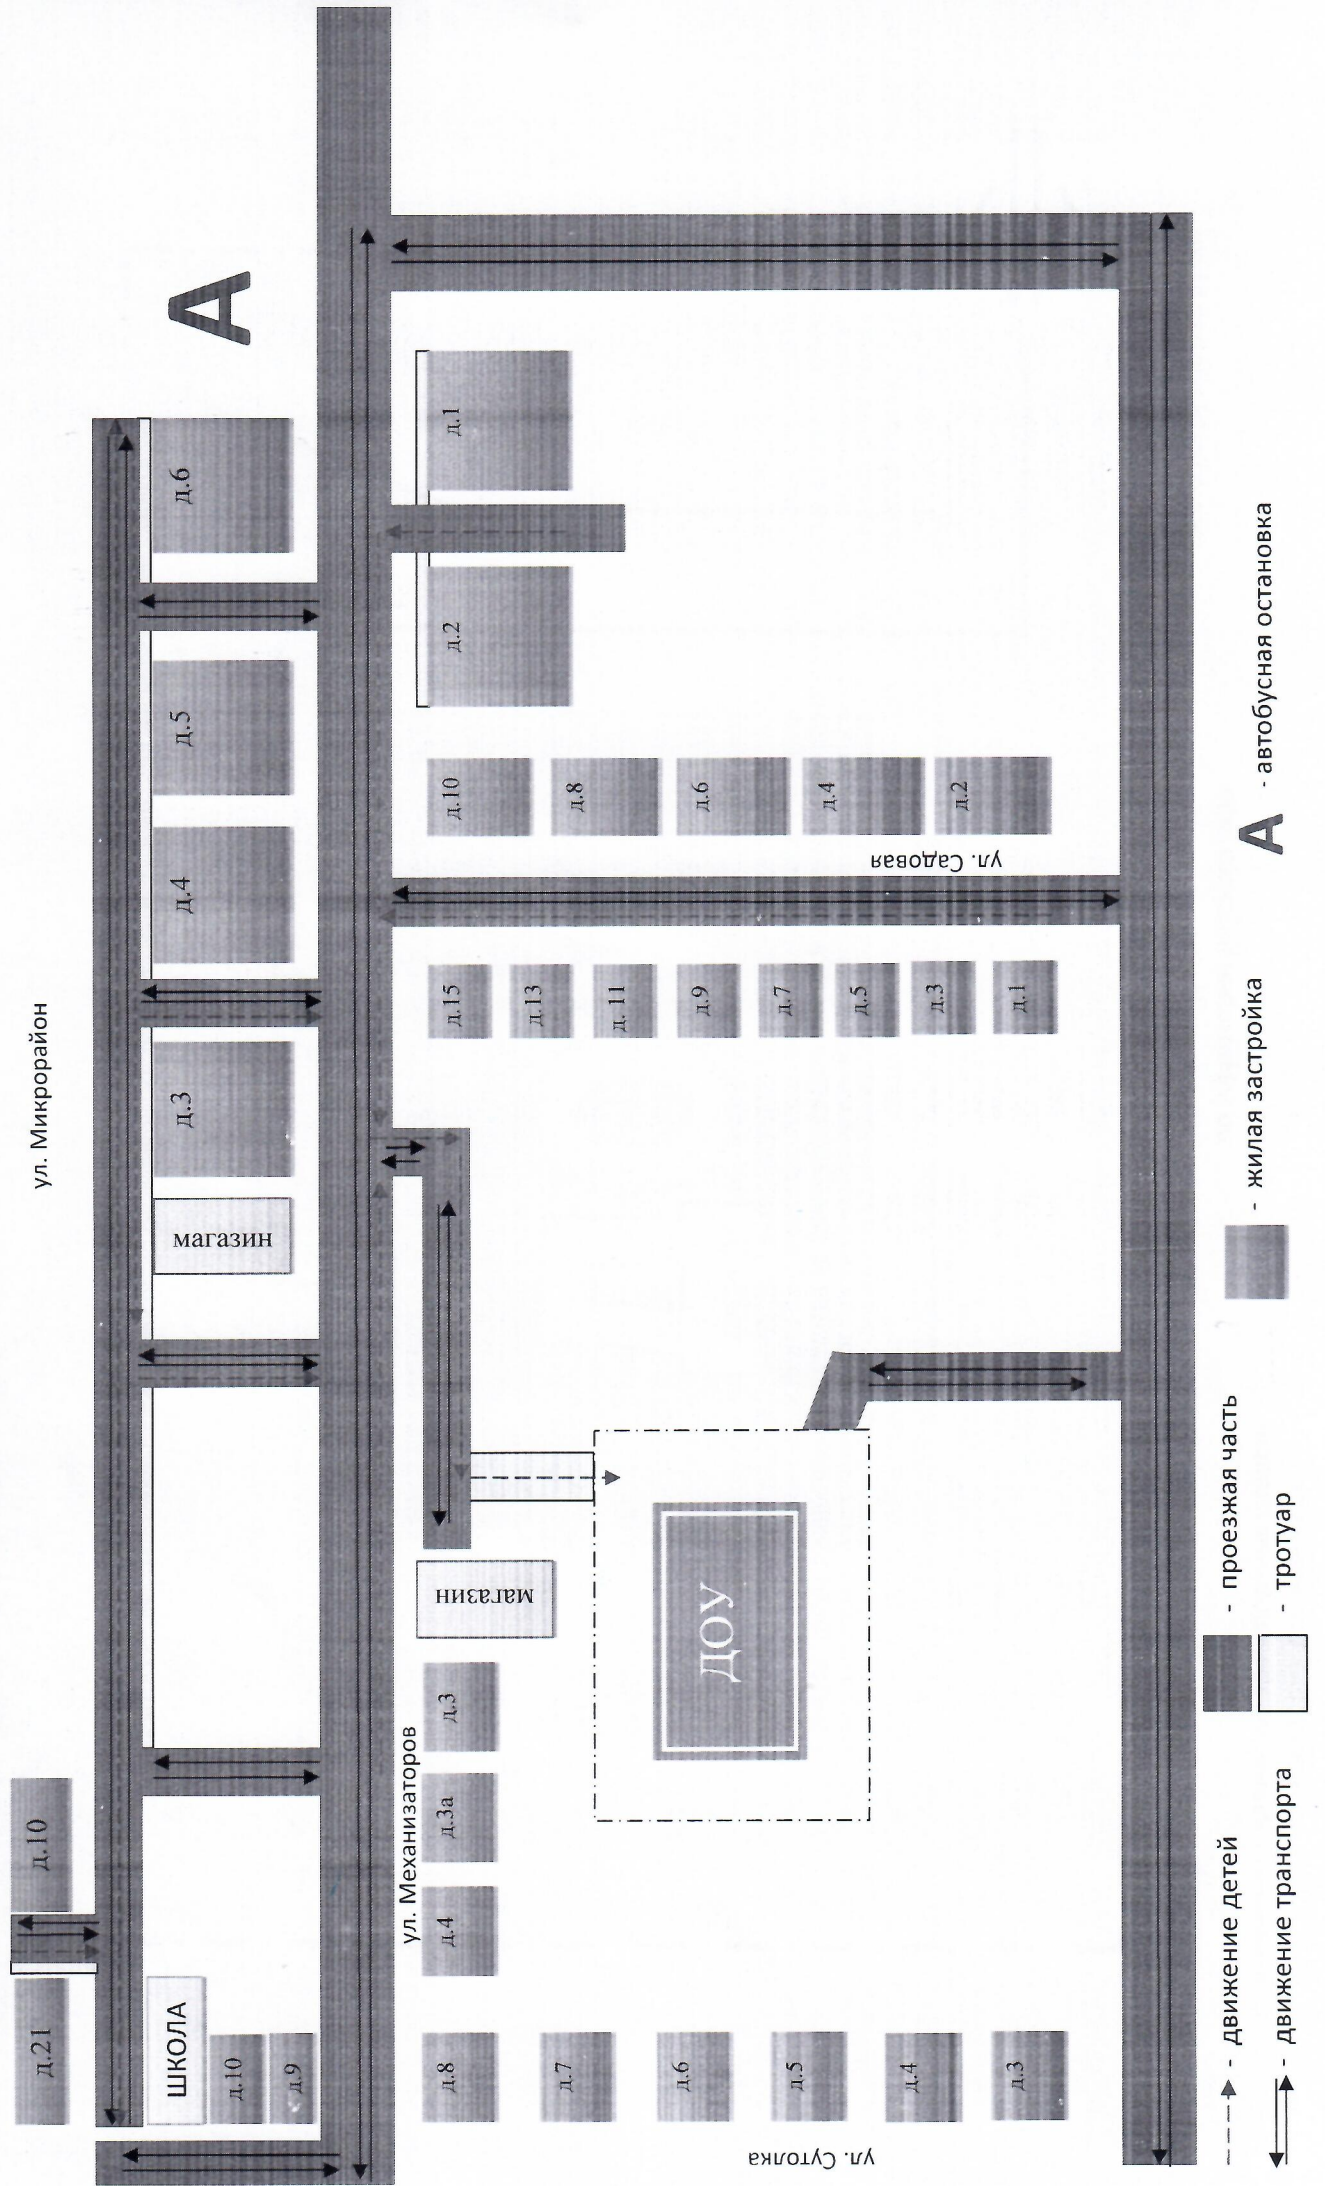 ул. Микрорайон
д.21
д.10
ШКОЛА
д.10
д.9
магазин
д.3
д.4
д.5
д.6
А
ул. Механизаторов
д.4
д.3а
д.3
магазин
ДОУ
д.8
д.7
д.6
д.5
д.4
д.3
ул. Сутолка
д.15
д.13
д. 11
д.9
д.7
д.5
д.3
д.1
ул. Садовая
д.10
д.8
д.6
д.4
д.2
д.2
д.1
- движение детей
- движение транспорта
- проезжая часть
- тротуар
- жилая застройка
А - автобусная остановка